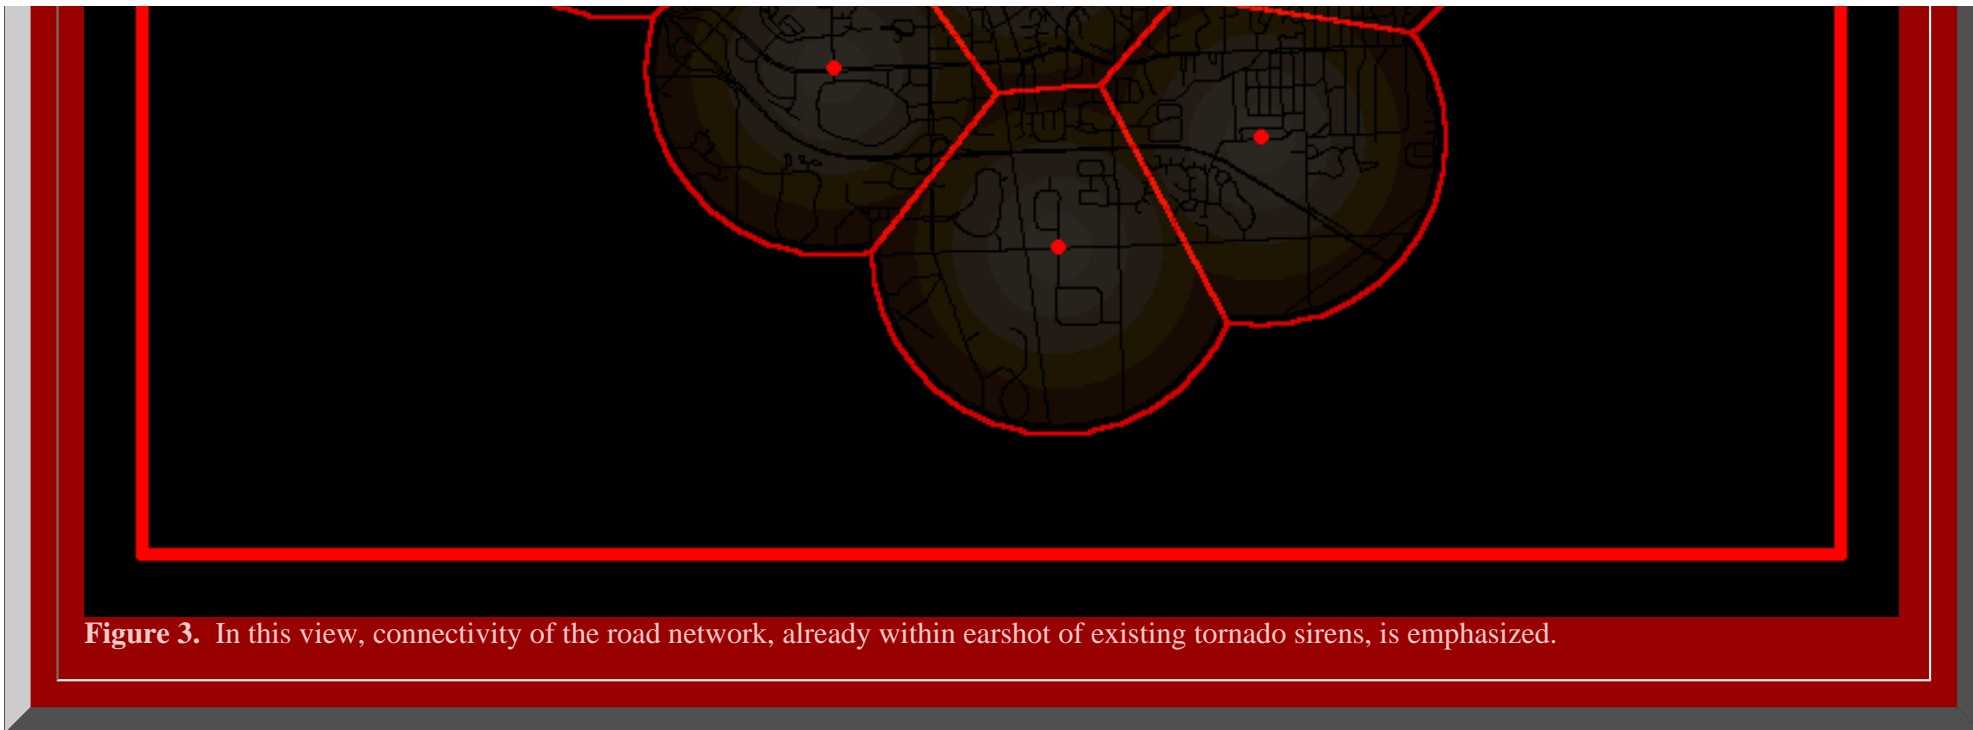 Figure 3. In this view, connectivity of the road network, already within earshot of existing tornado sirens, is emphasized.